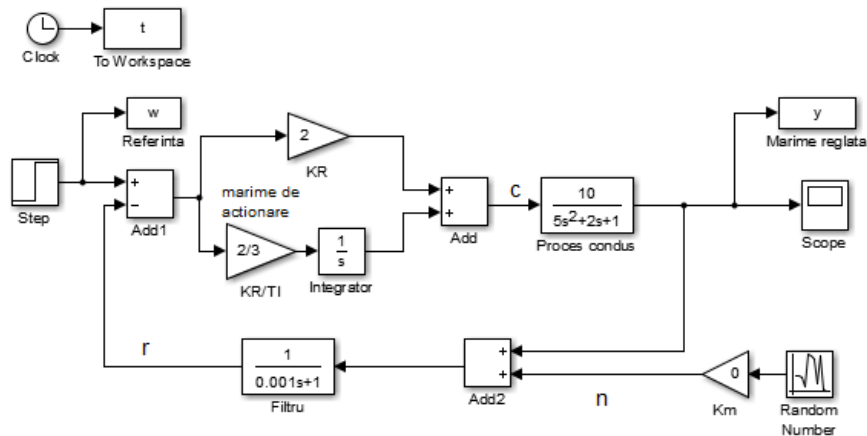 t
Clock
To Workspace
w
Referinta
2
KR
y
Marime reglata
Step
+
−
Add1
marime de
actionare
2/3
KR/TI
1
s
Integrator
+
+
Add
c
10
5s²+2s+1
Proces condus
Scope
r
1
0.001s+1
Filtru
+
+
Add2
n
0
Km
Random
Number